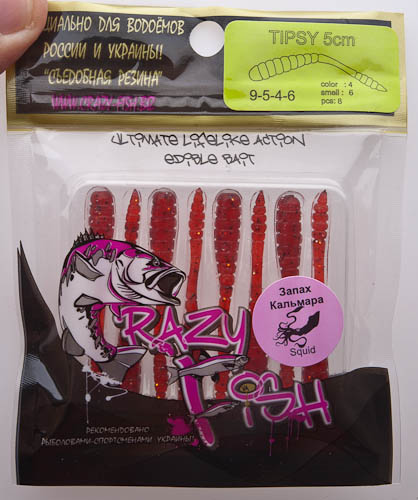 ЦИАЛЬНО ДЛЯ ВОДОЁМОВ
РОССИИ И УКРАИНЫ!
"СЪЕДОБНАЯ РЕЗИНА"
TIPSY 5cm
9-5-4-6
color : 4
smell : 6
pcs: 8
ULTIMATE LIFELIKE ACTION
EDIBLE BAIT
Запах
Кальмара
Squid
CRAZY
FISH
РЕКОМЕНДОВАНО
РЫБОЛОВАМИ-СПОРТСМЕНАМИ УКРАИНЫ!